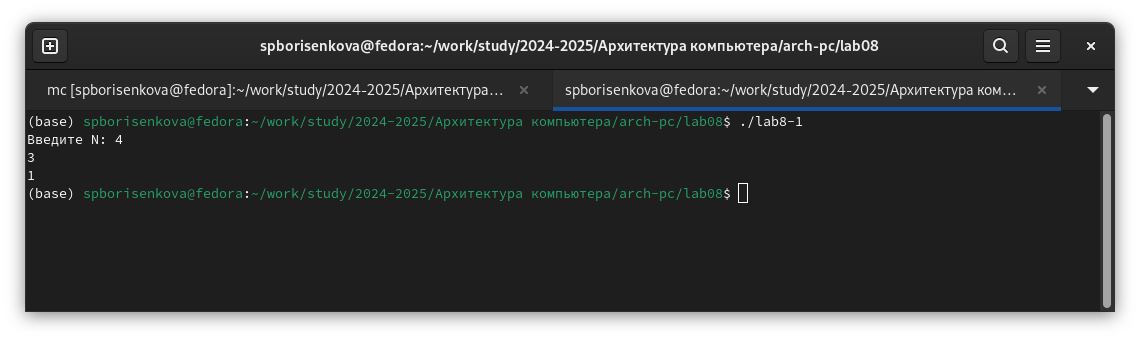 spborisenkova@fedora:~/work/study/2024-2025/Архитектура компьютера/arch-pc/lab08
mc [spborisenkova@fedora]:~/work/study/2024-2025/Архитектура...
spborisenkova@fedora:~/work/study/2024-2025/Архитектура ком...
(base) spborisenkova@fedora:~/work/study/2024-2025/Архитектура компьютера/arch-pc/lab08$ ./lab8-1
Введите N: 4
3
1
(base) spborisenkova@fedora:~/work/study/2024-2025/Архитектура компьютера/arch-pc/lab08$